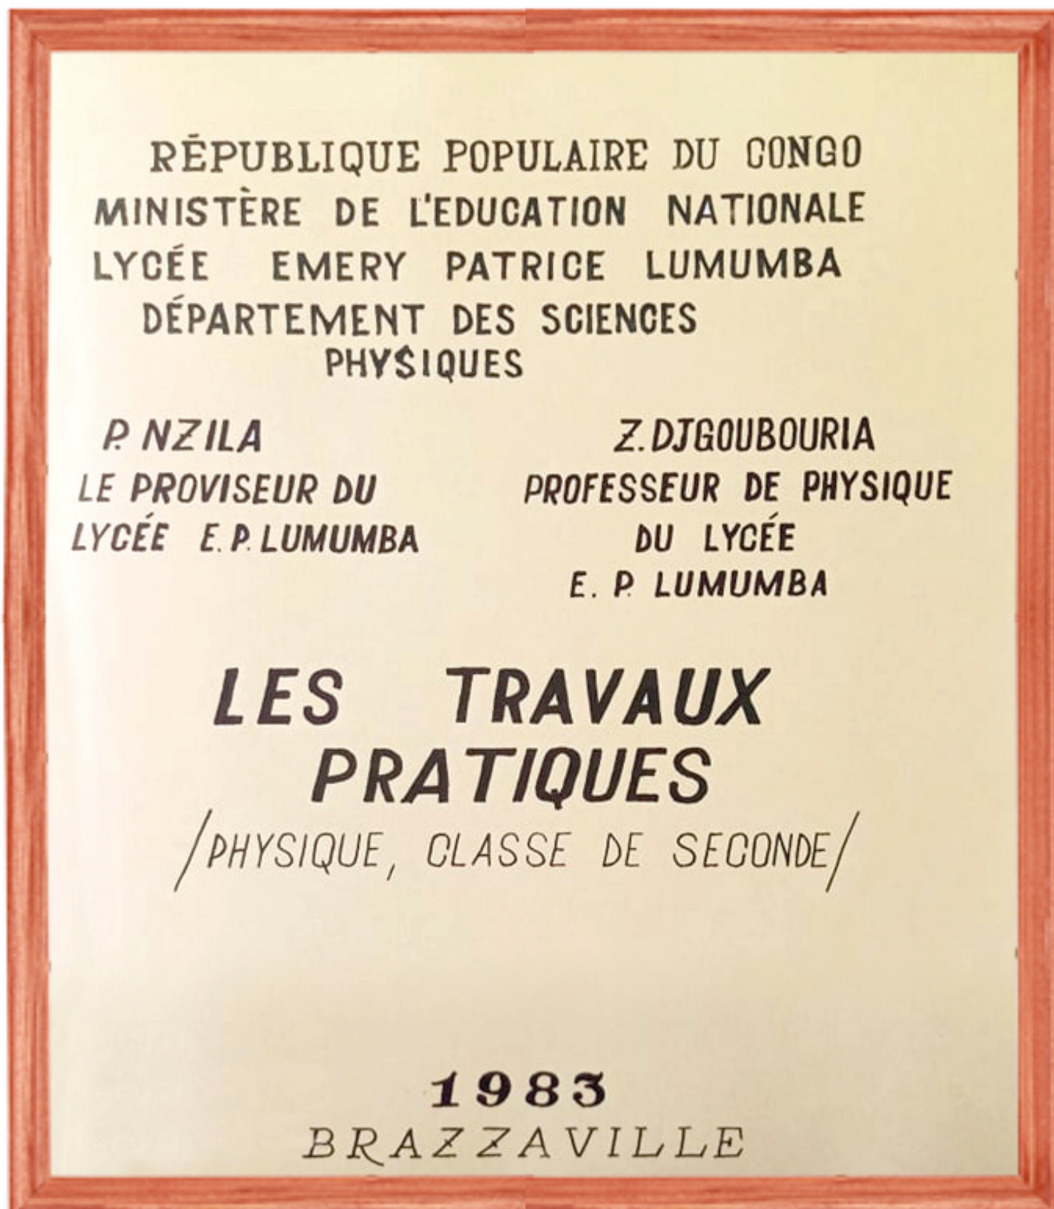 RÉPUBLIQUE POPULAIRE DU CONGO
MINISTÈRE DE L'EDUCATION NATIONALE
LYCÉE EMERY PATRICE LUMUMBA
DÉPARTEMENT DES SCIENCES
PHYSIQUES
P. NZILA
LE PROVISEUR DU
LYCÉE E. P. LUMUMBA
Z. DJGOUBOURIA
PROFESSEUR DE PHYSIQUE
DU LYCÉE
E. P. LUMUMBA
LES TRAVAUX
PRATIQUES
/PHYSIQUE, CLASSE DE SECONDE/
1983
BRAZZAVILLE